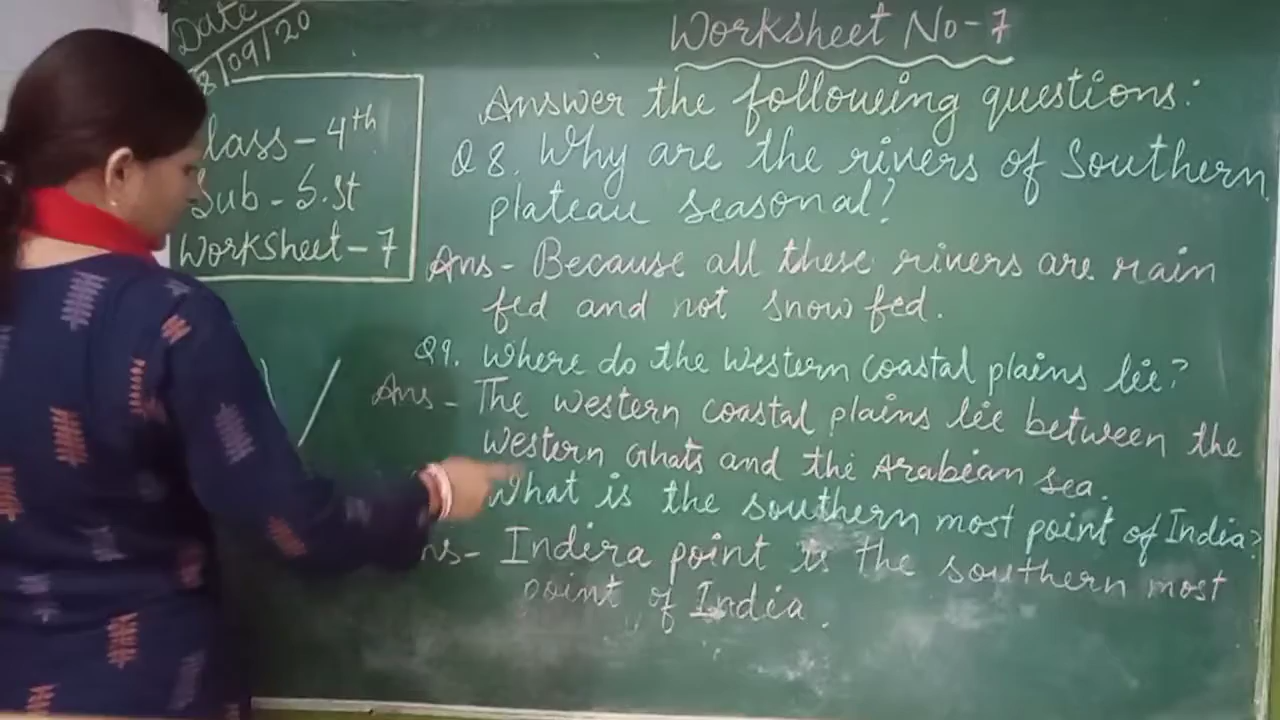 Date
8/09/20
Class - 4th
Sub - S.St
Worksheet - 7
Worksheet No - 7
Answer the following questions:
Q 8. Why are the rivers of Southern
plateau seasonal?
Ans - Because all these rivers are rain
fed and not snow fed.
Q9. Where do the western coastal plains lie?
Ans - The western coastal plains lie between the
western Ghats and the Arabian sea.
What is the southern most point of India?
ns - Indira point is the southern most
point of India.